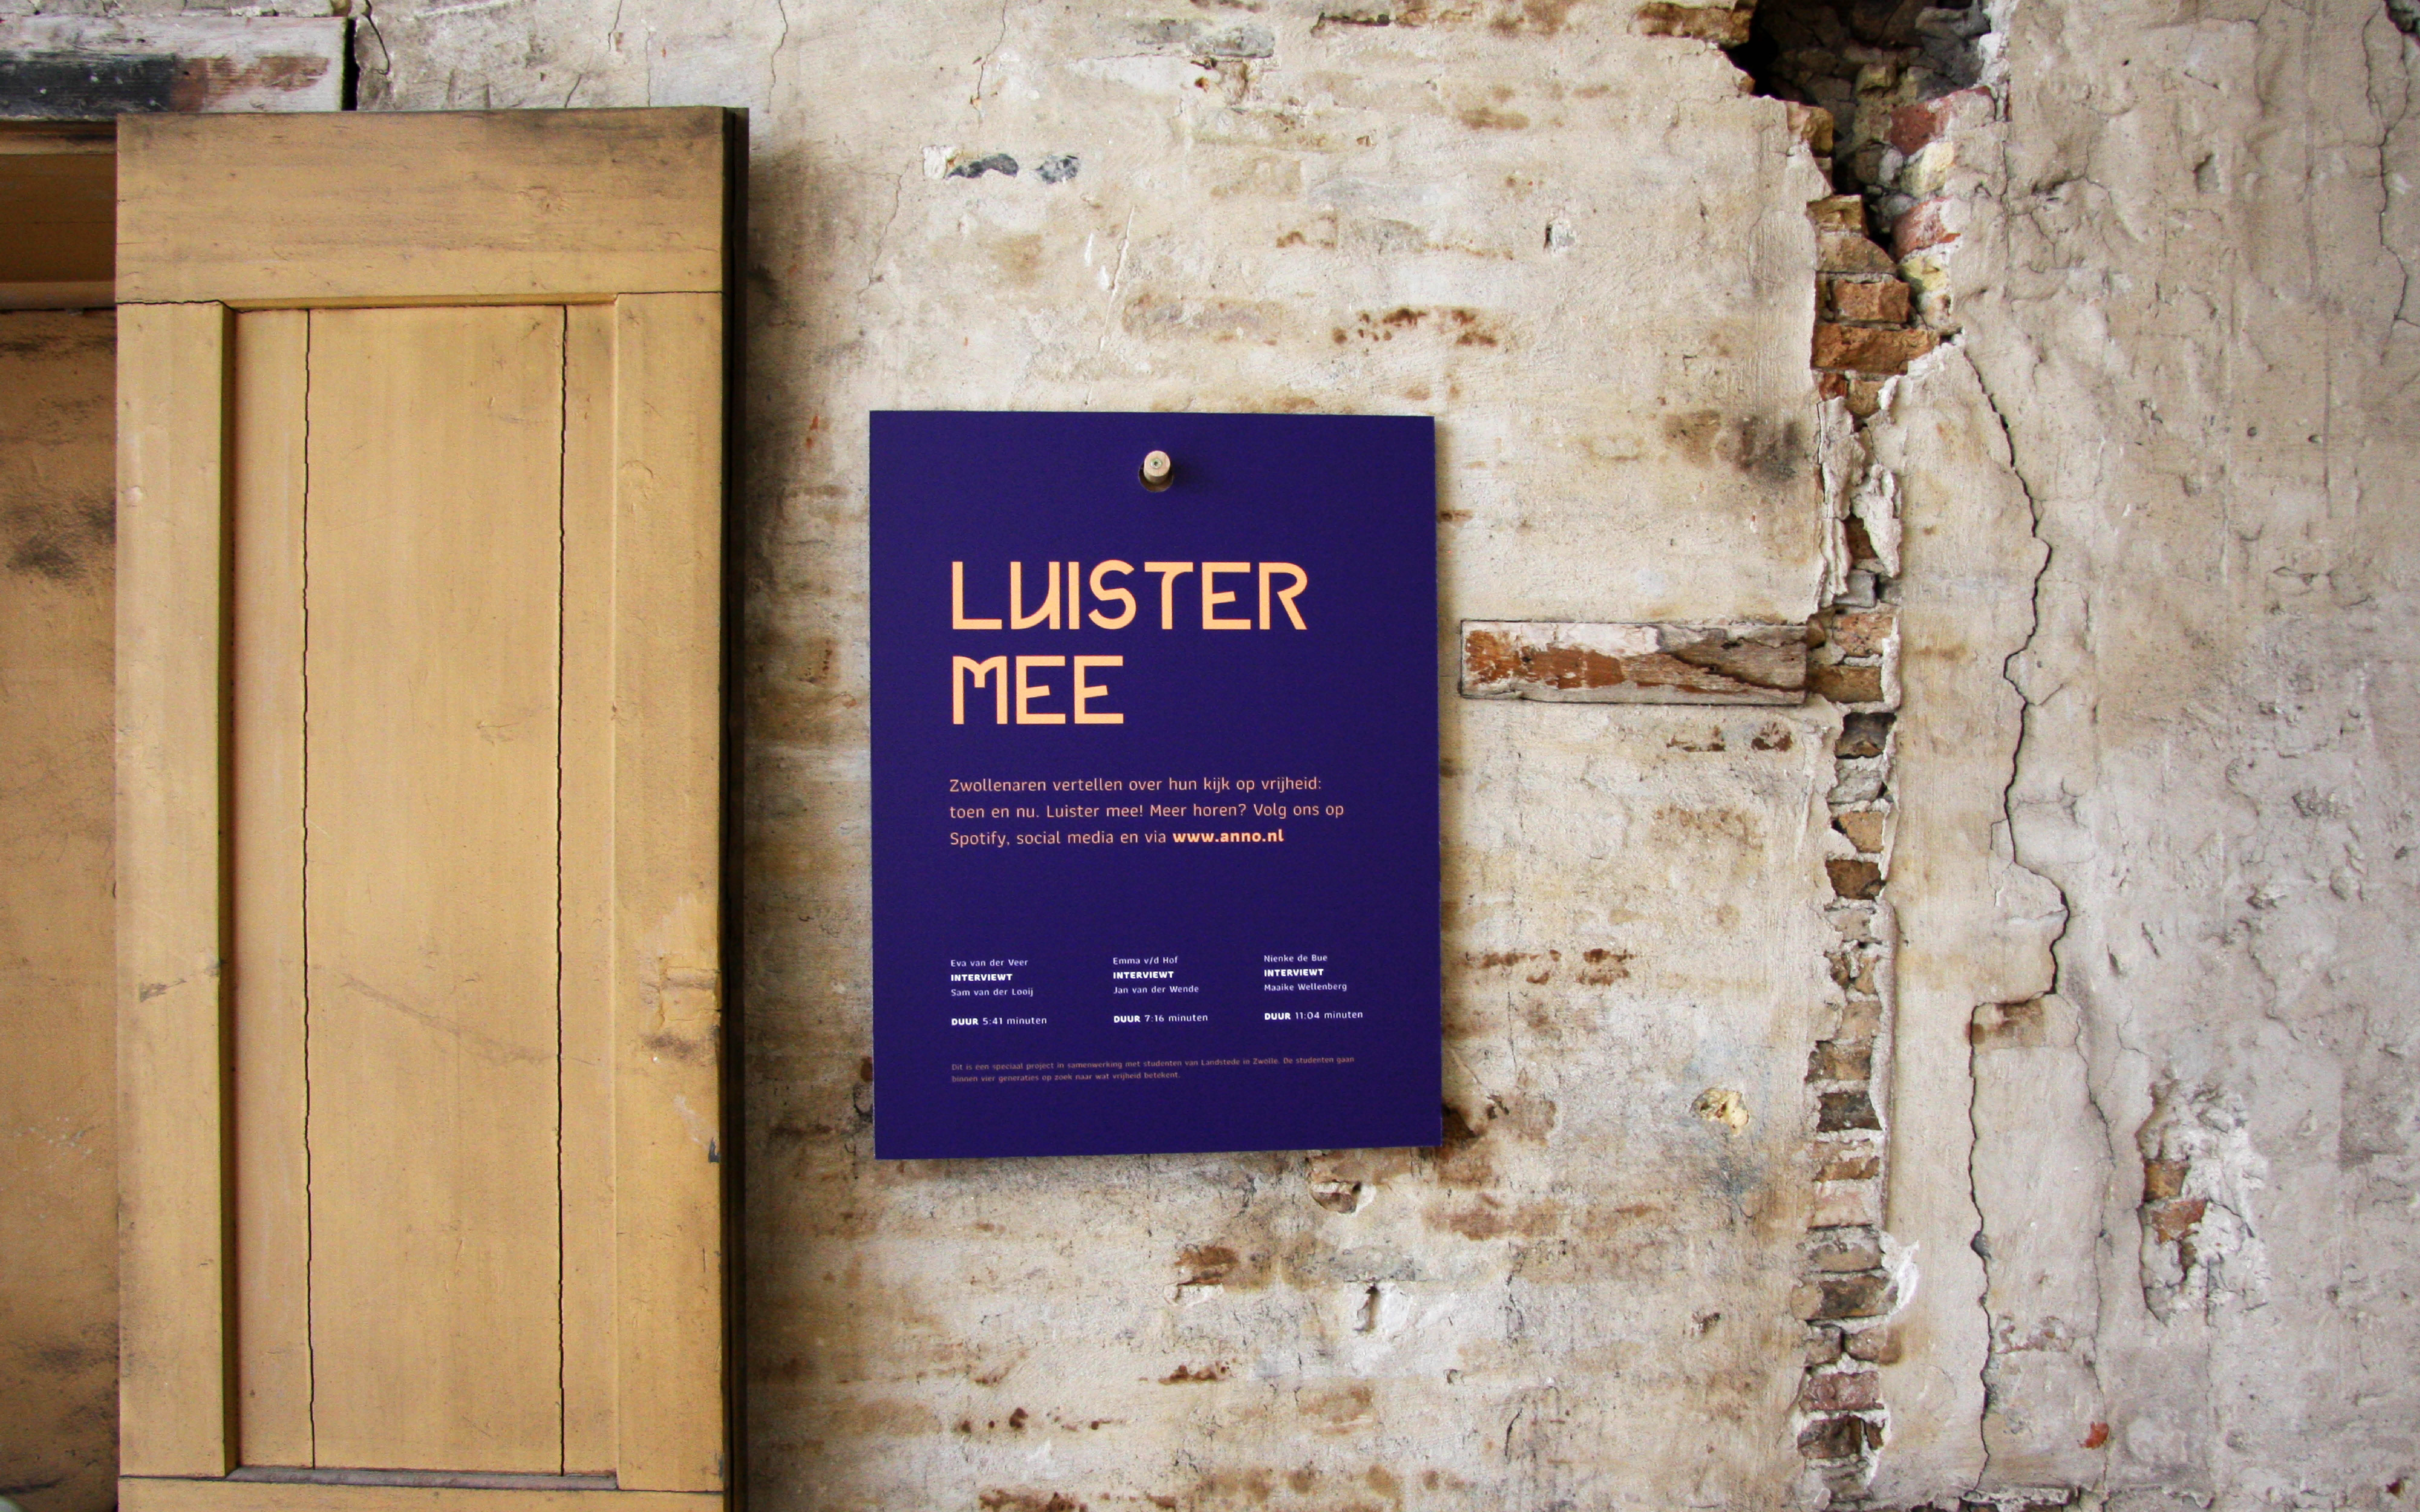 LUISTER
MEE
Zwollenaren vertellen over hun kijk op vrijheid:
toen en nu. Luister mee! Meer horen? Volg ons op
Spotify, social media en via www.anno.nl
Eva van der Veer
INTERVIEWT
Sam van der Looij
DUUR 5:41 minuten
Emma v/d Hof
INTERVIEWT
Jan van der Wende
DUUR 7:16 minuten
Nienke de Bue
INTERVIEWT
Maaike Wellenberg
DUUR 11:04 minuten
Dit is een speciaal project in samenwerking met studenten van Landstede in Zwolle. De studenten gaan
binnen vier generaties op zoek naar wat vrijheid betekent.